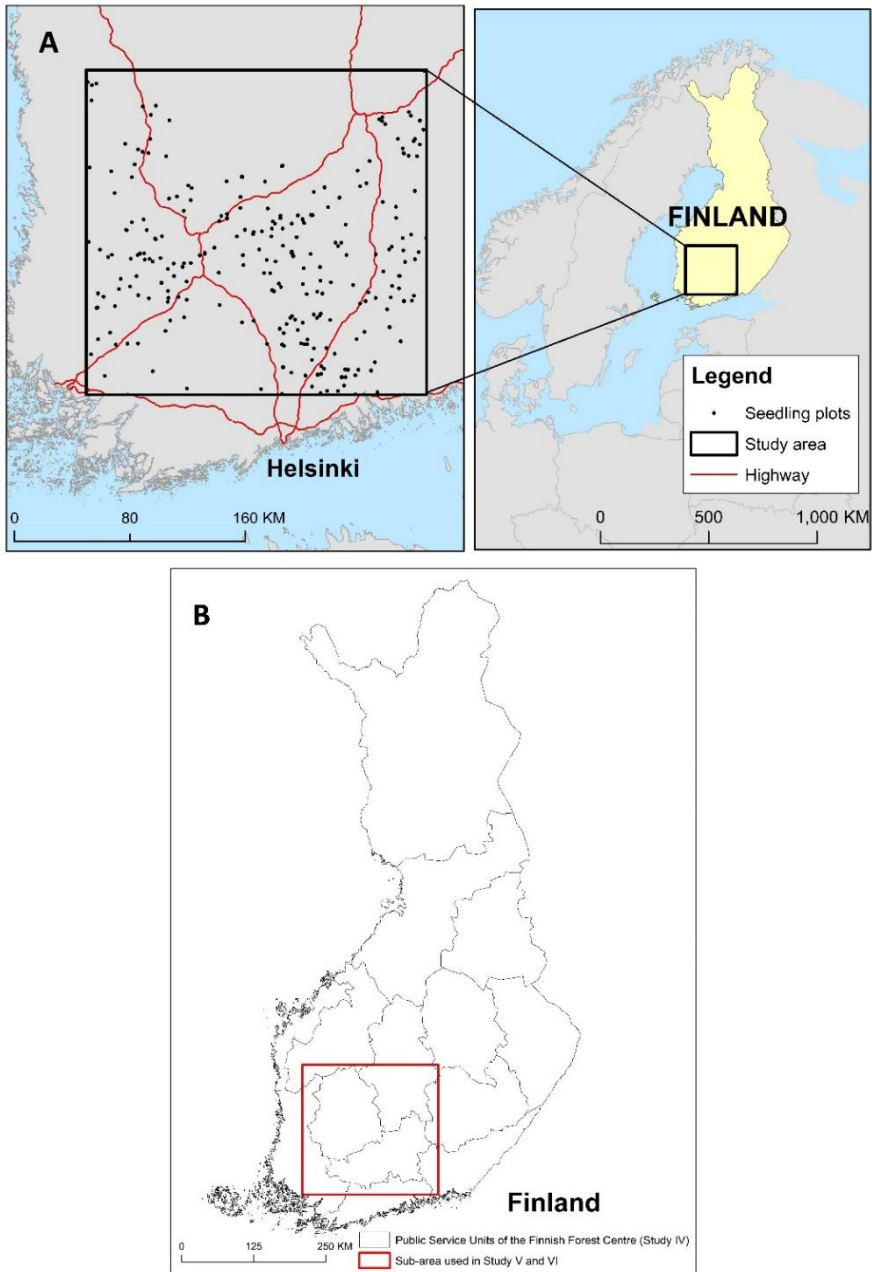 A
Helsinki
0 80 160 KM
FINLAND
Legend
Seedling plots
Study area
Highway
0 500 1,000 KM
B
Finland
Public Service Units of the Finnish Forest Centre (Study IV)
Sub-area used in Study V and VI
0 125 250 KM